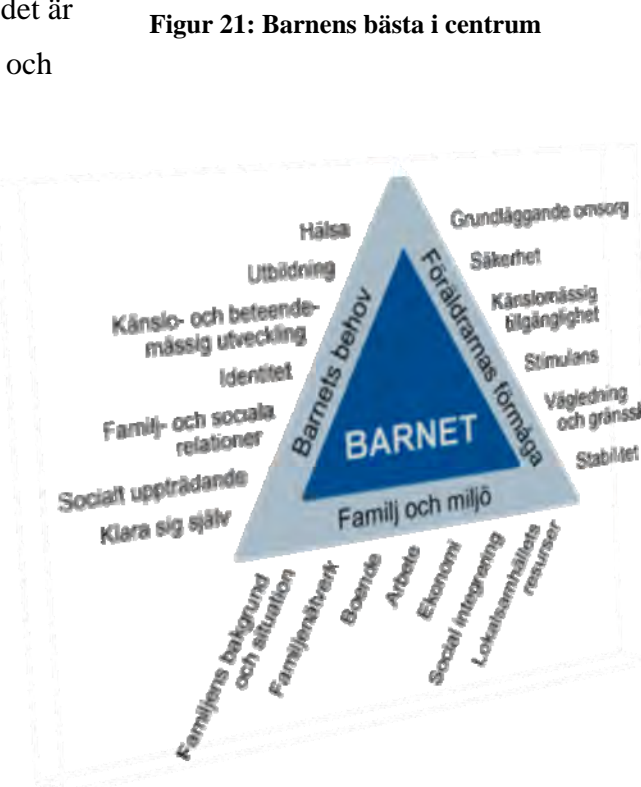 det är
och
Figur 21: Barnens bästa i centrum
Hälsa
Utbildning
Känslo- och beteende-
mässig utveckling
Identitet
Familj- och sociala
relationer
Socialt uppträdande
Klara sig själv
Barnets behov
BARNET
Föräldrarnas förmåga
Grundläggande omsorg
Säkerhet
Känslomässig
tillgänglighet
Stimulans
Vägledning
och gränss
Stabilitet
Familj och miljö
Familjens bakgrund
och situation
Familjenätverk
Boende
Arbete
Ekonomi
Social integrering
Lokalsamhällets
resurser